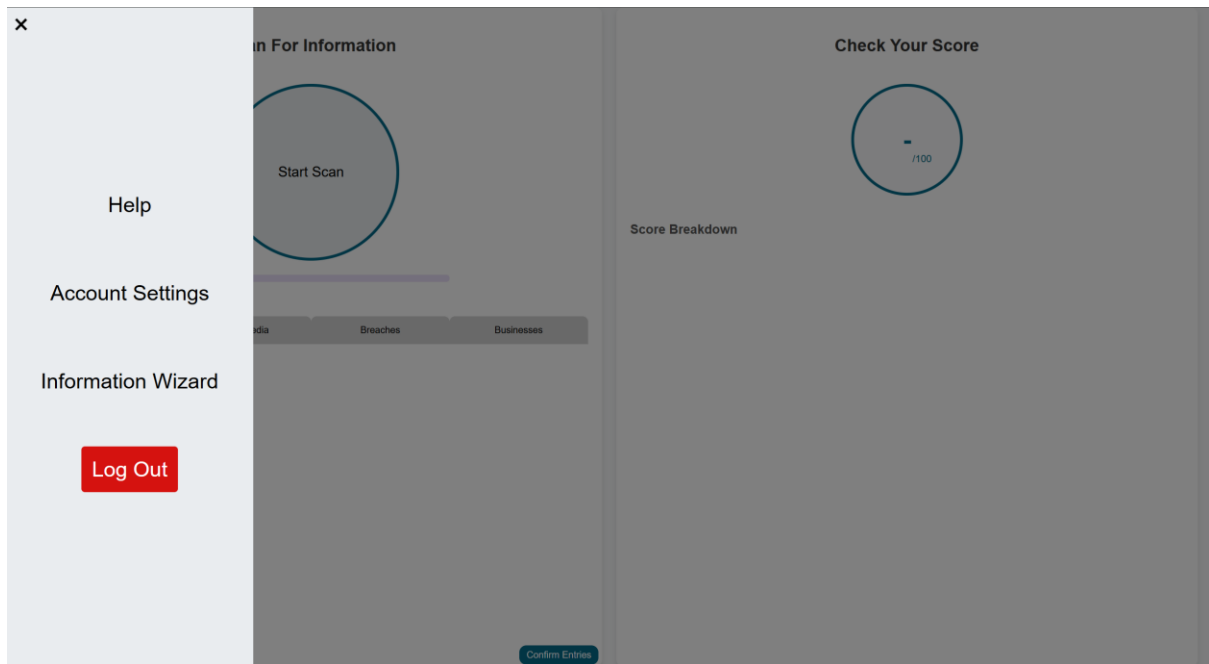 ×
Help
Account Settings
Information Wizard
Log Out
n For Information
Start Scan
edia
Breaches
Businesses
Confirm Entries
Check Your Score
-
/100
Score Breakdown